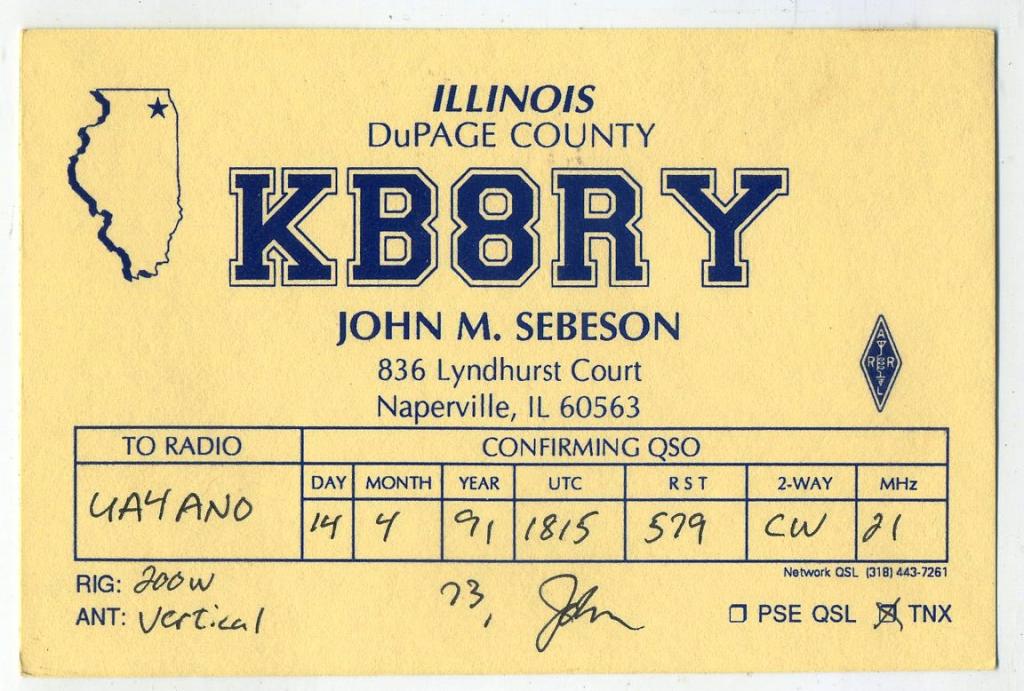 ILLINOIS
DuPAGE COUNTY
KB8RY
JOHN M. SEBESON
836 Lyndhurst Court
Naperville, IL 60563
ARRL
TO RADIO CONFIRMING QSO
DAY MONTH YEAR UTC RST 2-WAY MHz
UA4ANO 14 4 91 1815 579 CW 21
Network QSL (318) 443-7261
RIG: 200W
ANT: Vertical
73, John
PSE QSL TNX